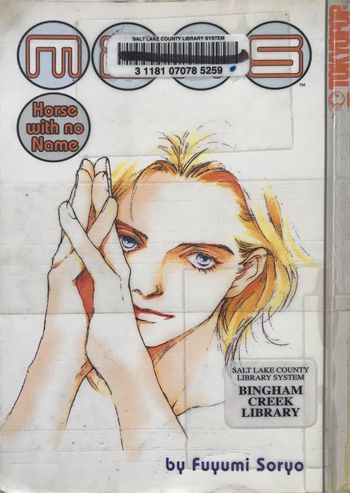 SALT LAKE COUNTY LIBRARY SYSTEM
3 1181 07078 5259
TM
Horse
with no
Name
SALT LAKE COUNTY
LIBRARY SYSTEM
BINGHAM
CREEK
LIBRARY
by Fuyumi Soryo